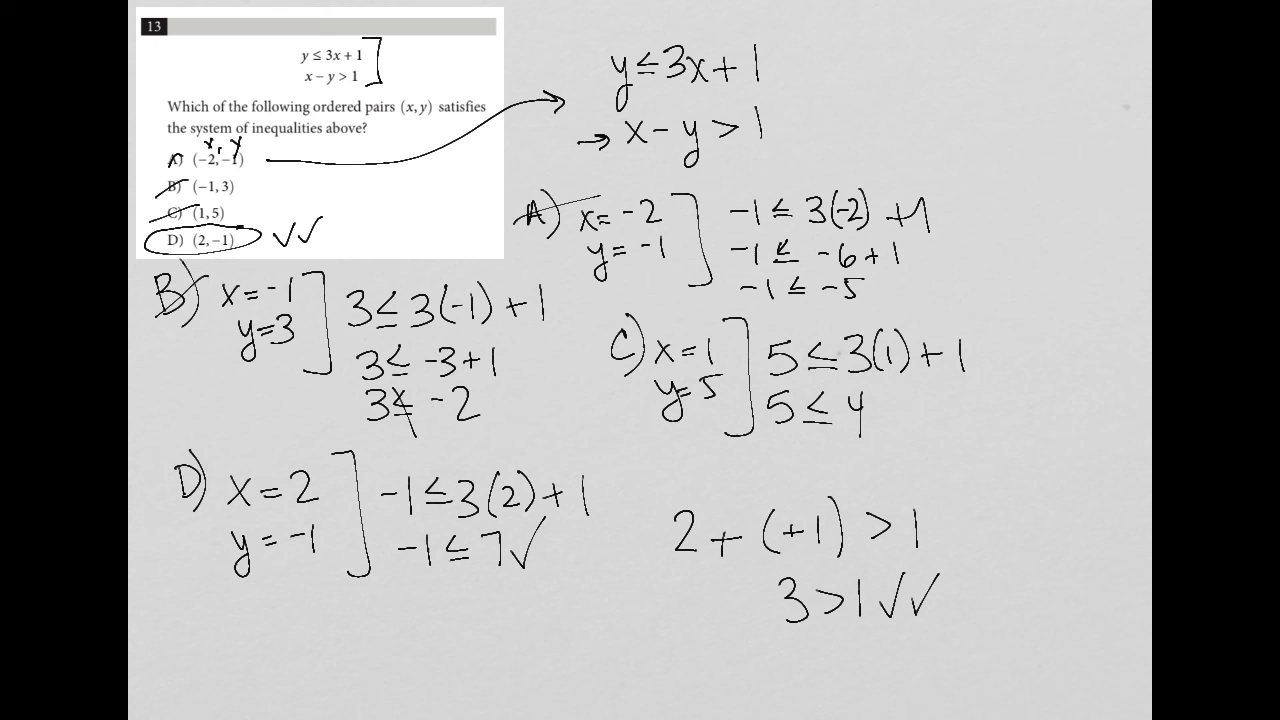 13
y ≤ 3x + 1
x − y > 1
Which of the following ordered pairs (x, y) satisfies
the system of inequalities above?
x, y
A) (−2, −1)
B) (−1, 3)
C) (1, 5)
D) (2, −1)
y ≤ 3x + 1
x − y > 1
A) x = −2
y = −1
−1 ≤ 3(−2) + 1
−1 ≤ −6 + 1
−1 ≤ −5
B) x = −1
y = 3
3 ≤ 3(−1) + 1
3 ≤ −3 + 1
3 ≤ −2
C) x = 1
y = 5
5 ≤ 3(1) + 1
5 ≤ 4
D) x = 2
y = −1
−1 ≤ 3(2) + 1
−1 ≤ 7 ✓
2 + (+1) > 1
3 > 1 ✓✓